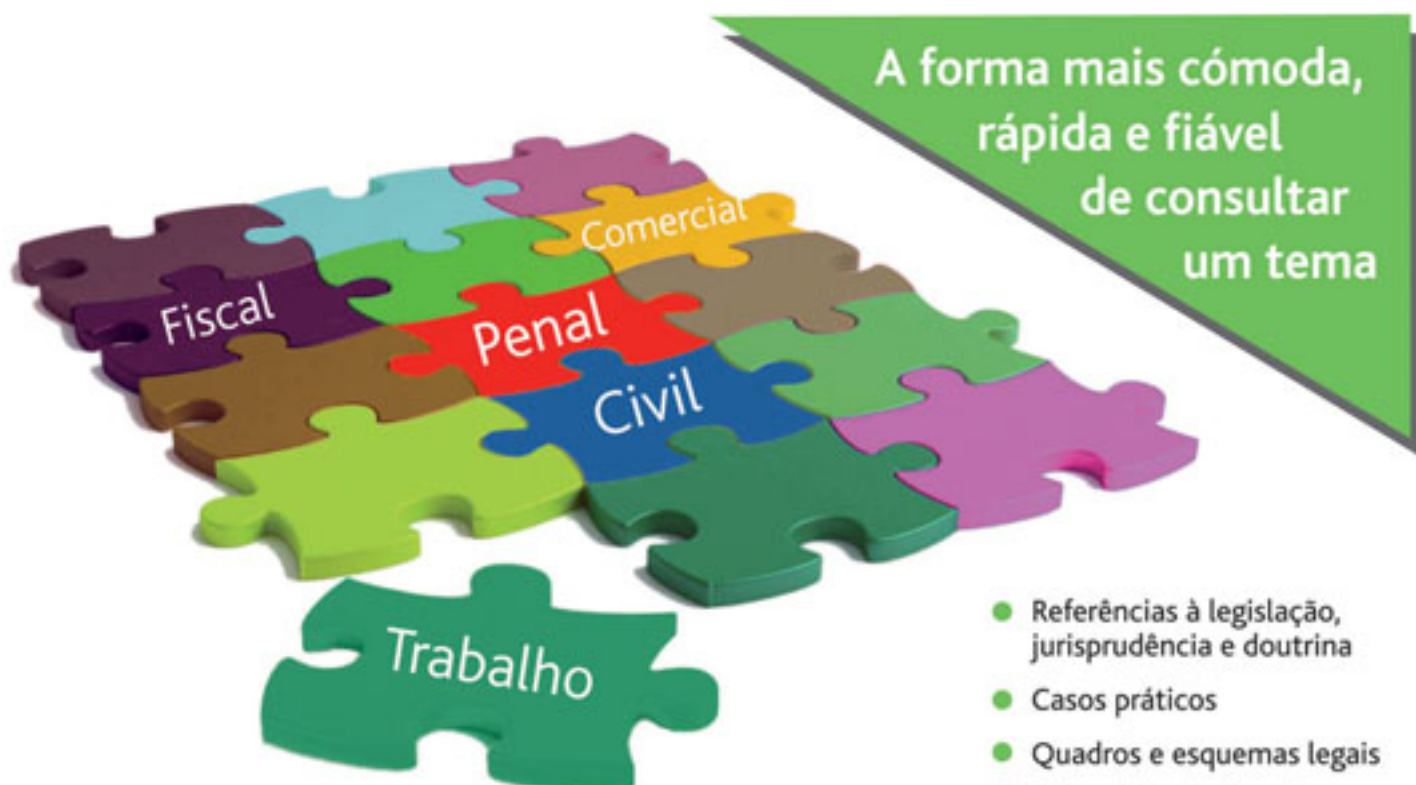 A forma mais cómoda,
rápida e fiável
de consultar
um tema
Comercial
Fiscal
Penal
Civil
Trabalho
Referências à legislação,
jurisprudência e doutrina
Casos práticos
Quadros e esquemas legais